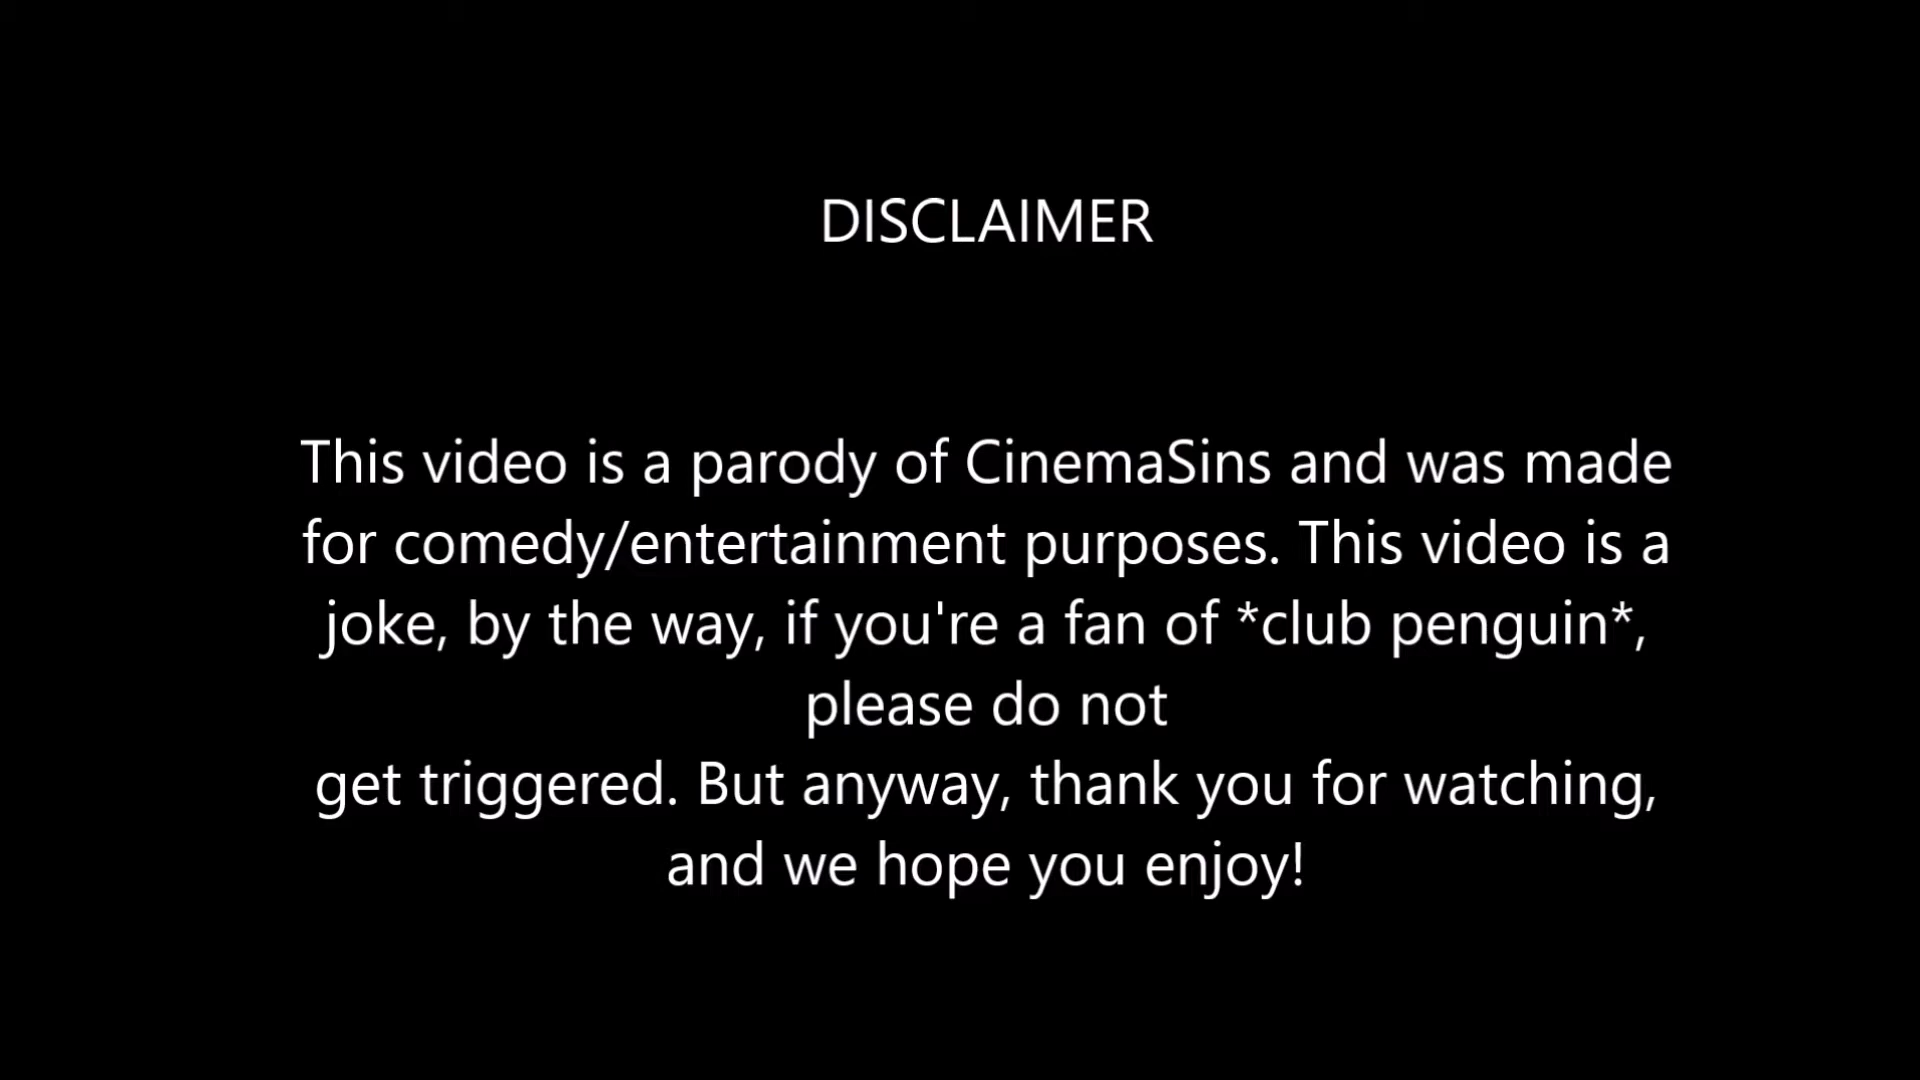 DISCLAIMER
This video is a parody of CinemaSins and was made
for comedy/entertainment purposes. This video is a
joke, by the way, if you're a fan of *club penguin*,
please do not
get triggered. But anyway, thank you for watching,
and we hope you enjoy!